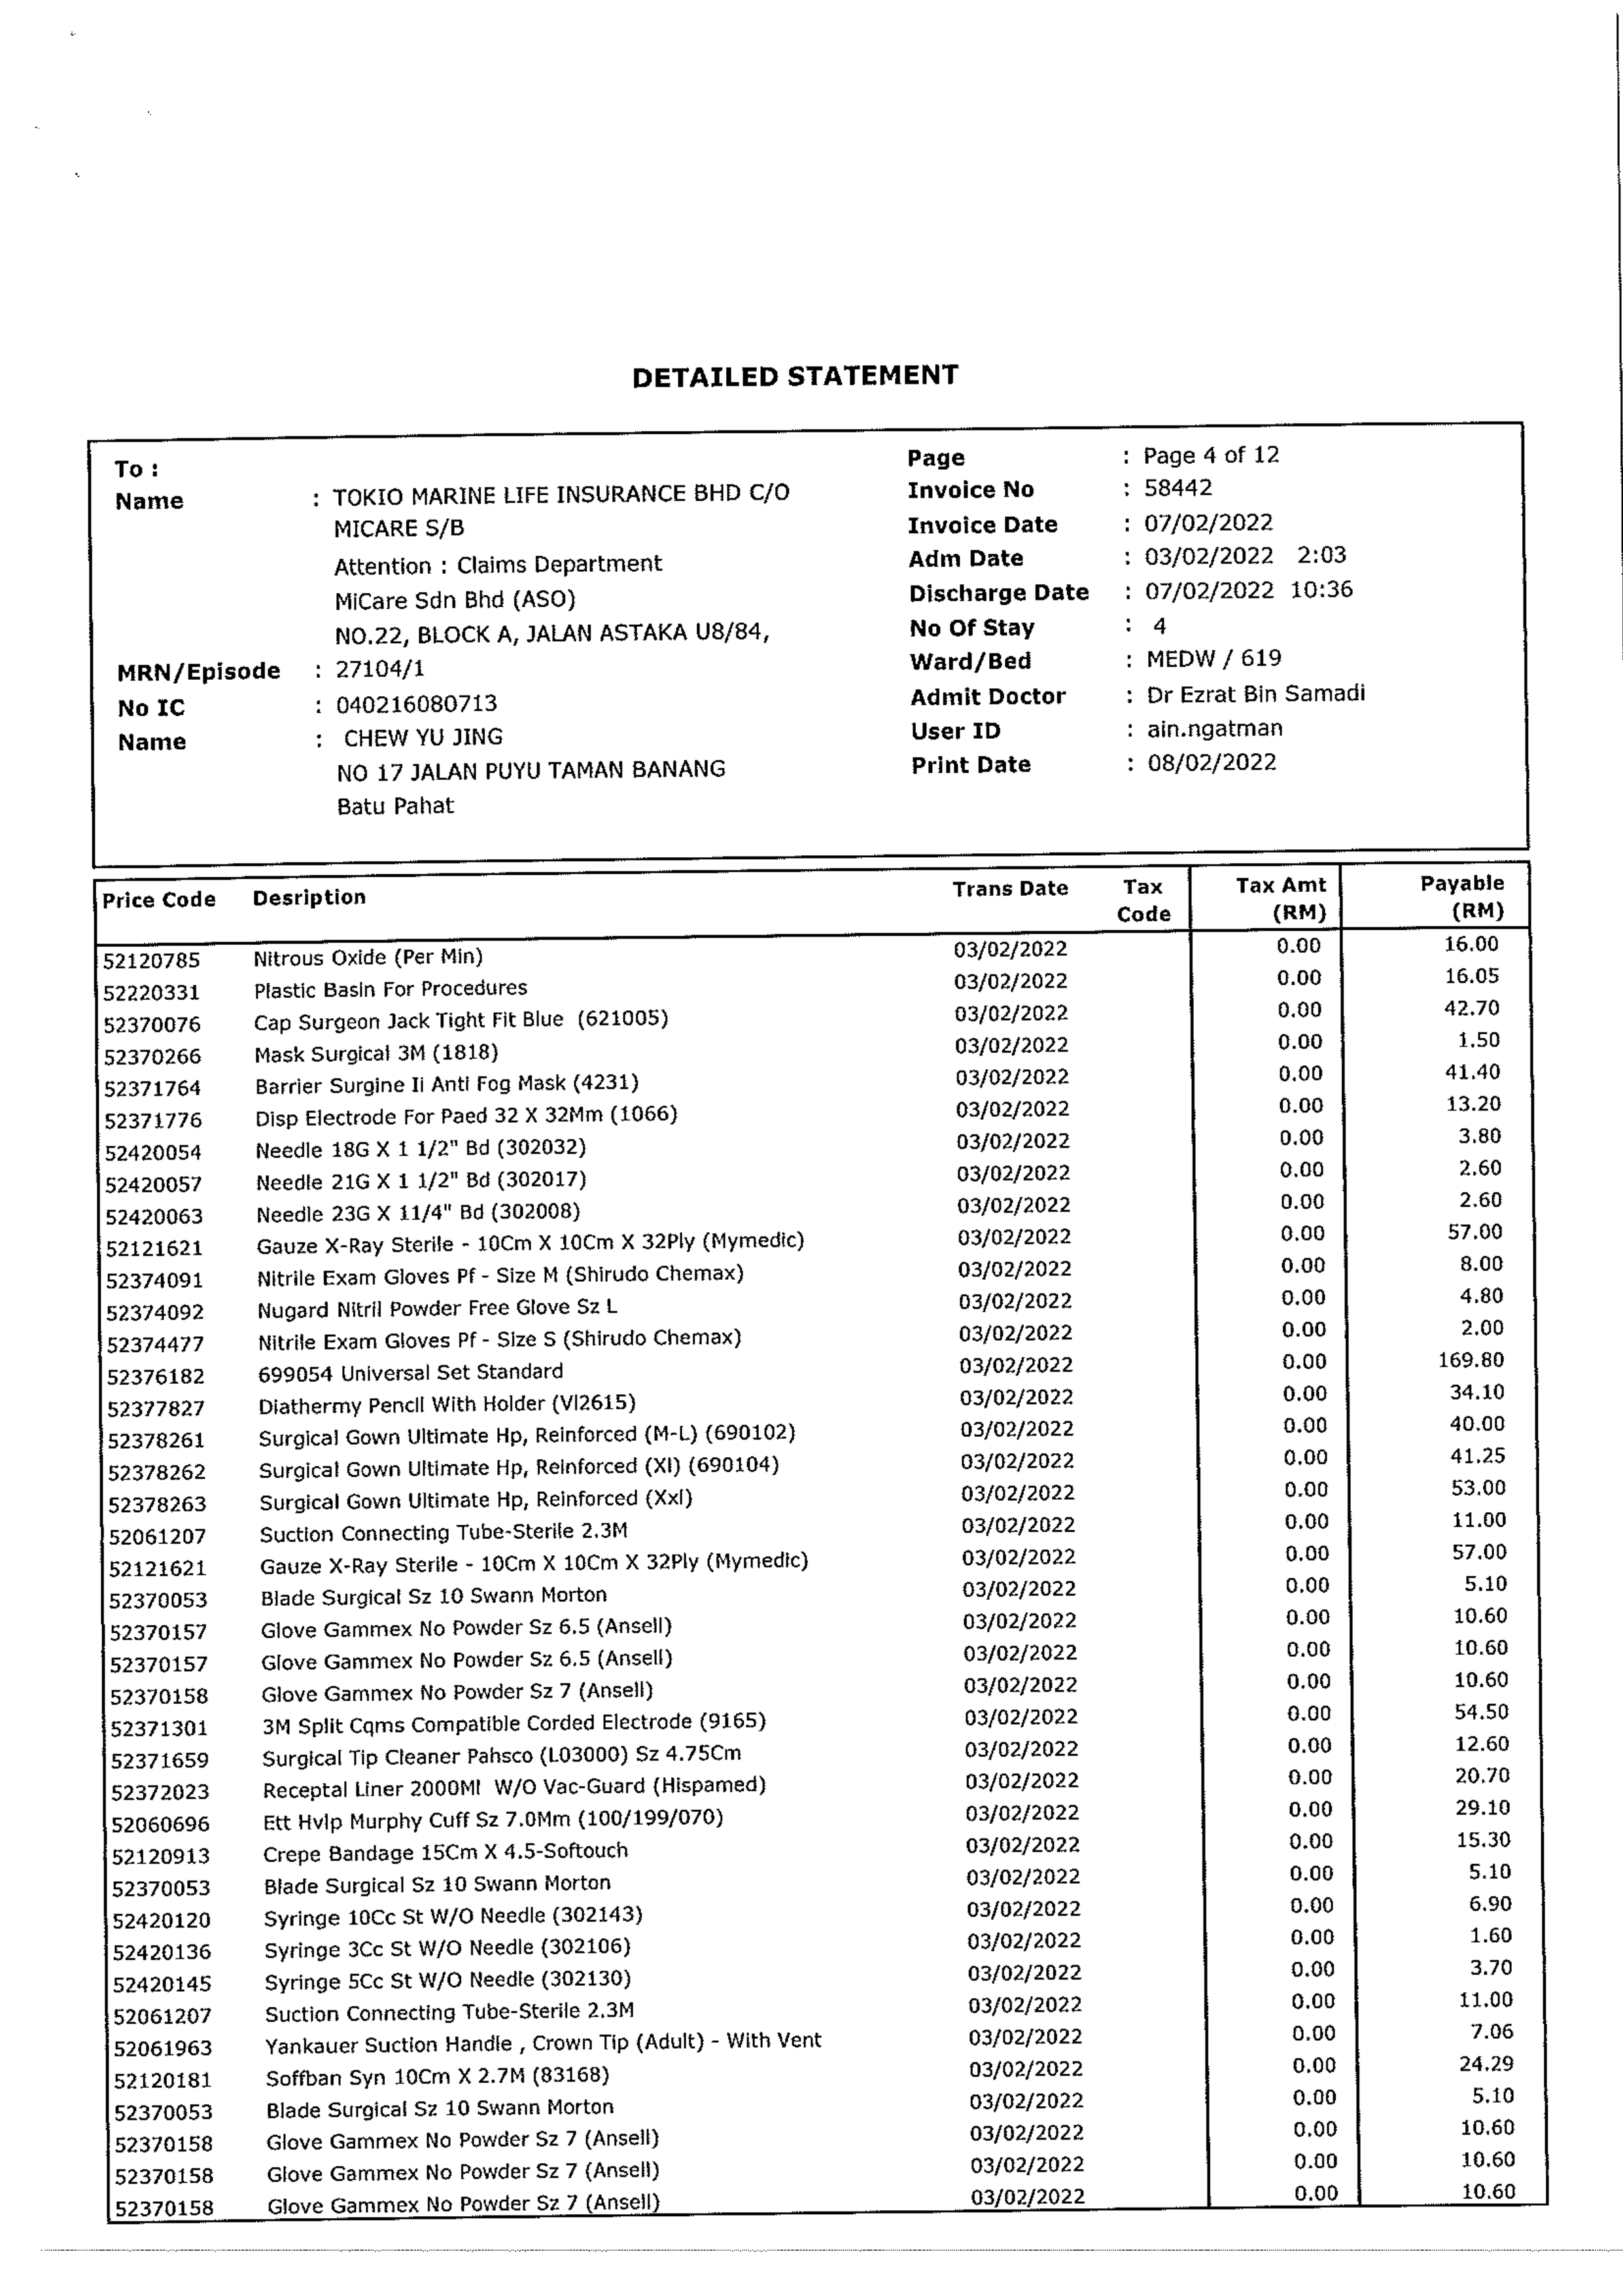 DETAILED STATEMENT
To :
Name : TOKIO MARINE LIFE INSURANCE BHD C/O
MICARE S/B
Attention : Claims Department
MiCare Sdn Bhd (ASO)
NO.22, BLOCK A, JALAN ASTAKA U8/84,
MRN/Episode : 27104/1
No IC : 040216080713
Name : CHEW YU JING
NO 17 JALAN PUYU TAMAN BANANG
Batu Pahat
Page : Page 4 of 12
Invoice No : 58442
Invoice Date : 07/02/2022
Adm Date : 03/02/2022 2:03
Discharge Date : 07/02/2022 10:36
No Of Stay : 4
Ward/Bed : MEDW / 619
Admit Doctor : Dr Ezrat Bin Samadi
User ID : ain.ngatman
Print Date : 08/02/2022
Price Code Desription Trans Date Tax Code Tax Amt (RM) Payable (RM)
52120785 Nitrous Oxide (Per Min) 03/02/2022 0.00 16.00
52220331 Plastic Basin For Procedures 03/02/2022 0.00 16.05
52370076 Cap Surgeon Jack Tight Fit Blue (621005) 03/02/2022 0.00 42.70
52370266 Mask Surgical 3M (1818) 03/02/2022 0.00 1.50
52371764 Barrier Surgine Ii Anti Fog Mask (4231) 03/02/2022 0.00 41.40
52371776 Disp Electrode For Paed 32 X 32Mm (1066) 03/02/2022 0.00 13.20
52420054 Needle 18G X 1 1/2" Bd (302032) 03/02/2022 0.00 3.80
52420057 Needle 21G X 1 1/2" Bd (302017) 03/02/2022 0.00 2.60
52420063 Needle 23G X 11/4" Bd (302008) 03/02/2022 0.00 2.60
52121621 Gauze X-Ray Sterile - 10Cm X 10Cm X 32Ply (Mymedic) 03/02/2022 0.00 57.00
52374091 Nitrile Exam Gloves Pf - Size M (Shirudo Chemax) 03/02/2022 0.00 8.00
52374092 Nugard Nitril Powder Free Glove Sz L 03/02/2022 0.00 4.80
52374477 Nitrile Exam Gloves Pf - Size S (Shirudo Chemax) 03/02/2022 0.00 2.00
52376182 699054 Universal Set Standard 03/02/2022 0.00 169.80
52377827 Diathermy Pencil With Holder (Vl2615) 03/02/2022 0.00 34.10
52378261 Surgical Gown Ultimate Hp, Reinforced (M-L) (690102) 03/02/2022 0.00 40.00
52378262 Surgical Gown Ultimate Hp, Reinforced (Xl) (690104) 03/02/2022 0.00 41.25
52378263 Surgical Gown Ultimate Hp, Reinforced (Xxl) 03/02/2022 0.00 53.00
52061207 Suction Connecting Tube-Sterile 2.3M 03/02/2022 0.00 11.00
52121621 Gauze X-Ray Sterile - 10Cm X 10Cm X 32Ply (Mymedic) 03/02/2022 0.00 57.00
52370053 Blade Surgical Sz 10 Swann Morton 03/02/2022 0.00 5.10
52370157 Glove Gammex No Powder Sz 6.5 (Ansell) 03/02/2022 0.00 10.60
52370157 Glove Gammex No Powder Sz 6.5 (Ansell) 03/02/2022 0.00 10.60
52370158 Glove Gammex No Powder Sz 7 (Ansell) 03/02/2022 0.00 10.60
52371301 3M Split Cqms Compatible Corded Electrode (9165) 03/02/2022 0.00 54.50
52371659 Surgical Tip Cleaner Pahsco (L03000) Sz 4.75Cm 03/02/2022 0.00 12.60
52372023 Receptal Liner 2000Ml W/O Vac-Guard (Hispamed) 03/02/2022 0.00 20.70
52060696 Ett Hvlp Murphy Cuff Sz 7.0Mm (100/199/070) 03/02/2022 0.00 29.10
52120913 Crepe Bandage 15Cm X 4.5-Softouch 03/02/2022 0.00 15.30
52370053 Blade Surgical Sz 10 Swann Morton 03/02/2022 0.00 5.10
52420120 Syringe 10Cc St W/O Needle (302143) 03/02/2022 0.00 6.90
52420136 Syringe 3Cc St W/O Needle (302106) 03/02/2022 0.00 1.60
52420145 Syringe 5Cc St W/O Needle (302130) 03/02/2022 0.00 3.70
52061207 Suction Connecting Tube-Sterile 2.3M 03/02/2022 0.00 11.00
52061963 Yankauer Suction Handle , Crown Tip (Adult) - With Vent 03/02/2022 0.00 7.06
52120181 Soffban Syn 10Cm X 2.7M (83168) 03/02/2022 0.00 24.29
52370053 Blade Surgical Sz 10 Swann Morton 03/02/2022 0.00 5.10
52370158 Glove Gammex No Powder Sz 7 (Ansell) 03/02/2022 0.00 10.60
52370158 Glove Gammex No Powder Sz 7 (Ansell) 03/02/2022 0.00 10.60
52370158 Glove Gammex No Powder Sz 7 (Ansell) 03/02/2022 0.00 10.60